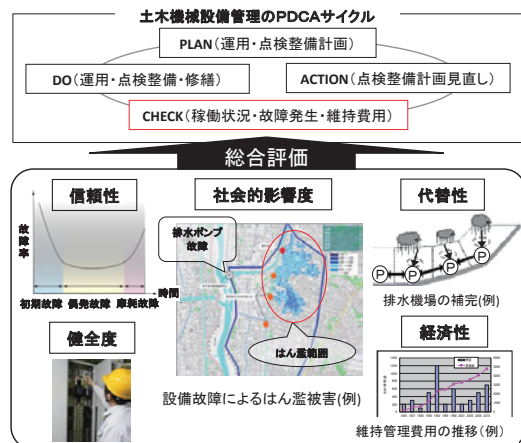 土木機械設備管理のPDCAサイクル
PLAN(運用・点検整備計画)
DO(運用・点検整備・修繕)
ACTION(点検整備計画見直し)
CHECK(稼働状況・故障発生・維持費用)
総合評価
信頼性
故障率
時間
初期故障
偶発故障
摩耗故障
健全度
社会的影響度
排水ポンプ
故障
はん濫範囲
設備故障によるはん濫被害(例)
代替性
P
P
P
P
排水機場の補完(例)
経済性
維持管理費用の推移(例)